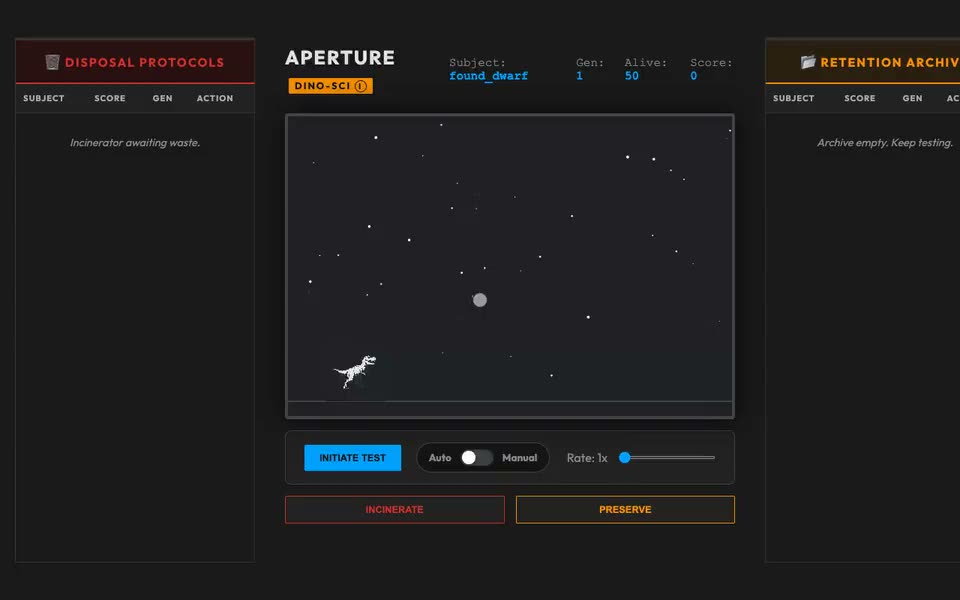 DISPOSAL PROTOCOLS
SUBJECT SCORE GEN ACTION
Incinerator awaiting waste.
APERTURE
DINO-SCI
Subject: Gen: Alive: Score:
found_dwarf 1 50 0
INITIATE TEST
Auto Manual
Rate: 1x
INCINERATE
PRESERVE
RETENTION ARCHIV
SUBJECT SCORE GEN AC
Archive empty. Keep testing.